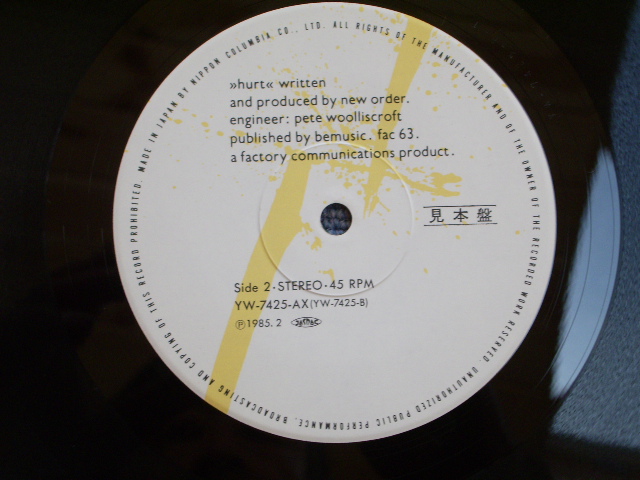 »hurt« written
and produced by new order.
engineer: pete woolliscroft
published by bemusic. fac 63.
a factory communications product.
見本盤
Side 2・STEREO・45 RPM
YW-7425-AX(YW-7425-B)
Ⓟ1985. 2 JASRAC
MADE IN JAPAN BY NIPPON COLUMBIA CO., LTD. ALL RIGHTS OF THE MANUFACTURER AND OF THE OWNER OF THE RECORDED WORK RESERVED. UNAUTHORIZED PUBLIC PERFORMANCE, BROADCASTING AND COPYING OF THIS RECORD PROHIBITED.